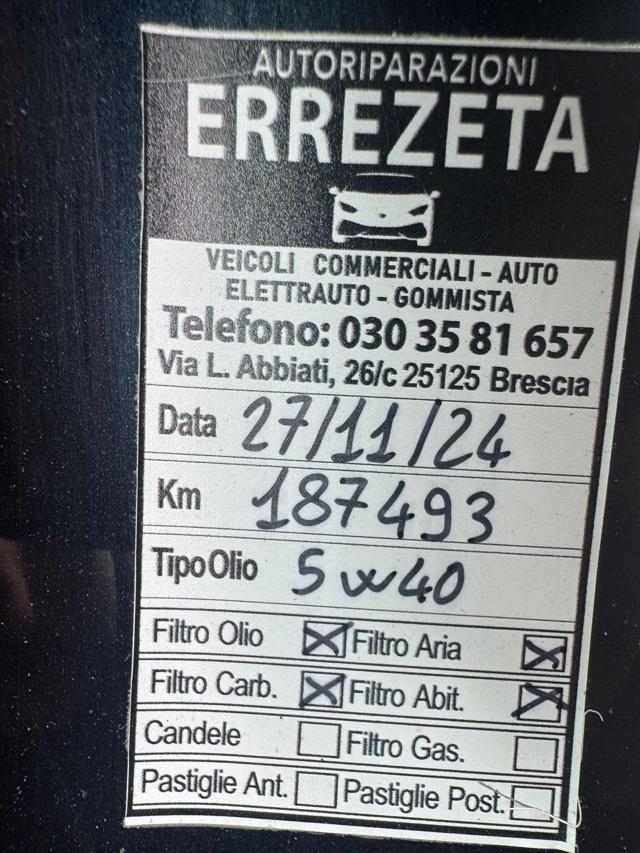 AUTORIPARAZIONI
ERREZETA
VEICOLI COMMERCIALI - AUTO
ELETTRAUTO - GOMMISTA
Telefono: 030 35 81 657
Via L. Abbiati, 26/c 25125 Brescia
Data 27/11/24
Km 187493
Tipo Olio 5w40
Filtro Olio Filtro Aria
Filtro Carb. Filtro Abit.
Candele Filtro Gas.
Pastiglie Ant. Pastiglie Post.